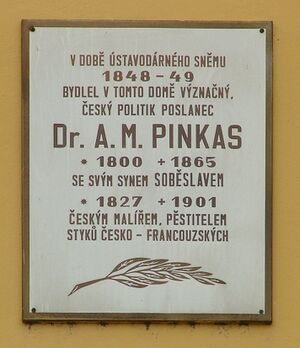 V DOBĚ ÚSTAVODÁRNÉHO SNĚMU
1848 - 49
BYDLEL V TOMTO DOMĚ VÝZNAČNÝ,
ČESKÝ POLITIK POSLANEC
Dr. A. M. PINKAS
* 1800 + 1865
SE SVÝM SYNEM SOBĚSLAVEM
* 1827 + 1901
ČESKÝM MALÍŘEM, PĚSTITELEM
STYKŮ ČESKO - FRANCOUZSKÝCH